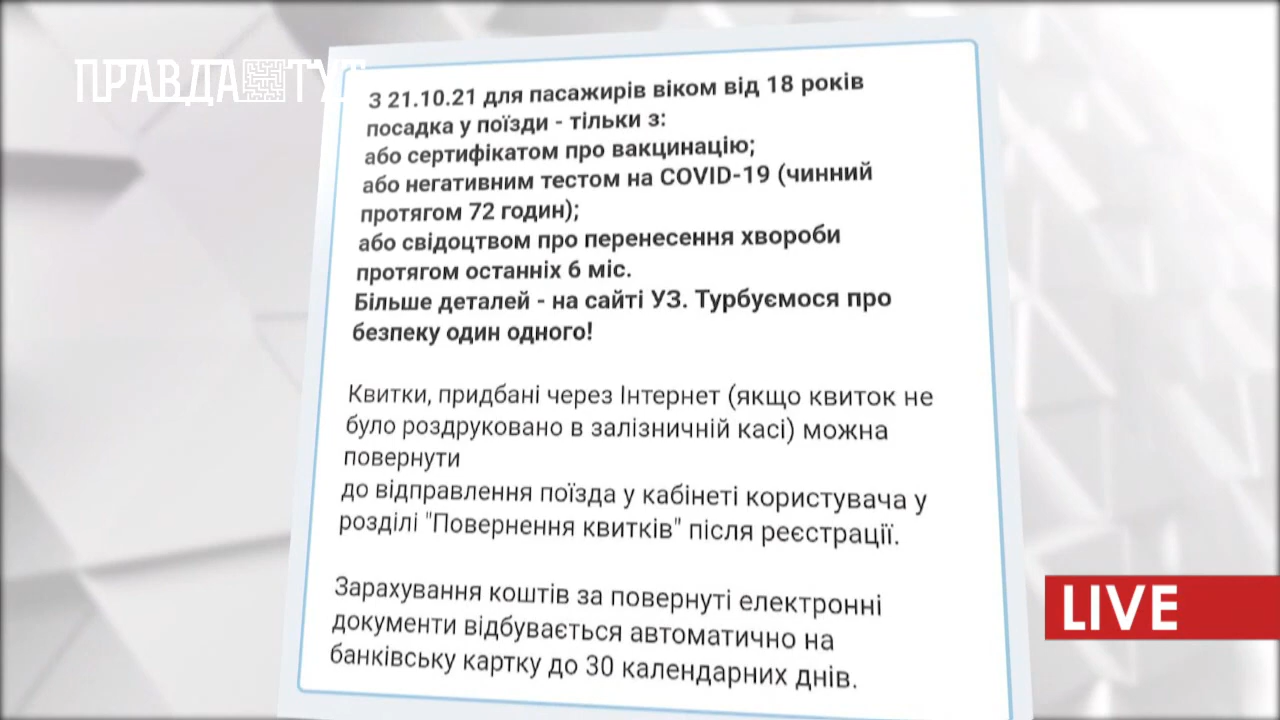 ПРАВДА ТУТ
З 21.10.21 для пасажирів віком від 18 років
посадка у поїзди - тільки з:
або сертифікатом про вакцинацію;
або негативним тестом на COVID-19 (чинний
протягом 72 годин);
або свідоцтвом про перенесення хвороби
протягом останніх 6 міс.
Більше деталей - на сайті УЗ. Турбуємося про
безпеку один одного!
Квитки, придбані через Інтернет (якщо квиток не
було роздруковано в залізничній касі) можна
повернути
до відправлення поїзда у кабінеті користувача у
розділі "Повернення квитків" після реєстрації.
Зарахування коштів за повернуті електронні
документи відбувається автоматично на
банківську картку до 30 календарних днів.
LIVE